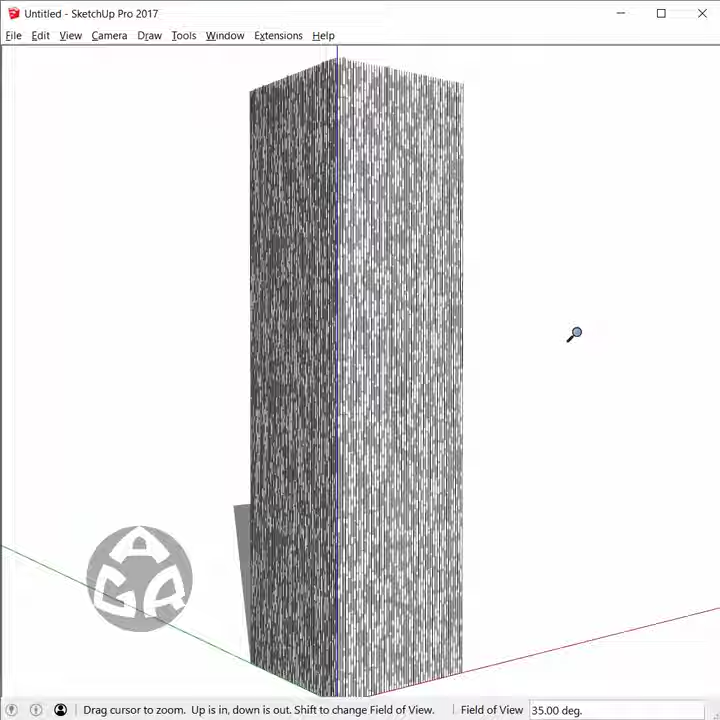 Untitled - SketchUp Pro 2017
File Edit View Camera Draw Tools Window Extensions Help
AGR
Drag cursor to zoom. Up is in, down is out. Shift to change Field of View. Field of View 35.00 deg.